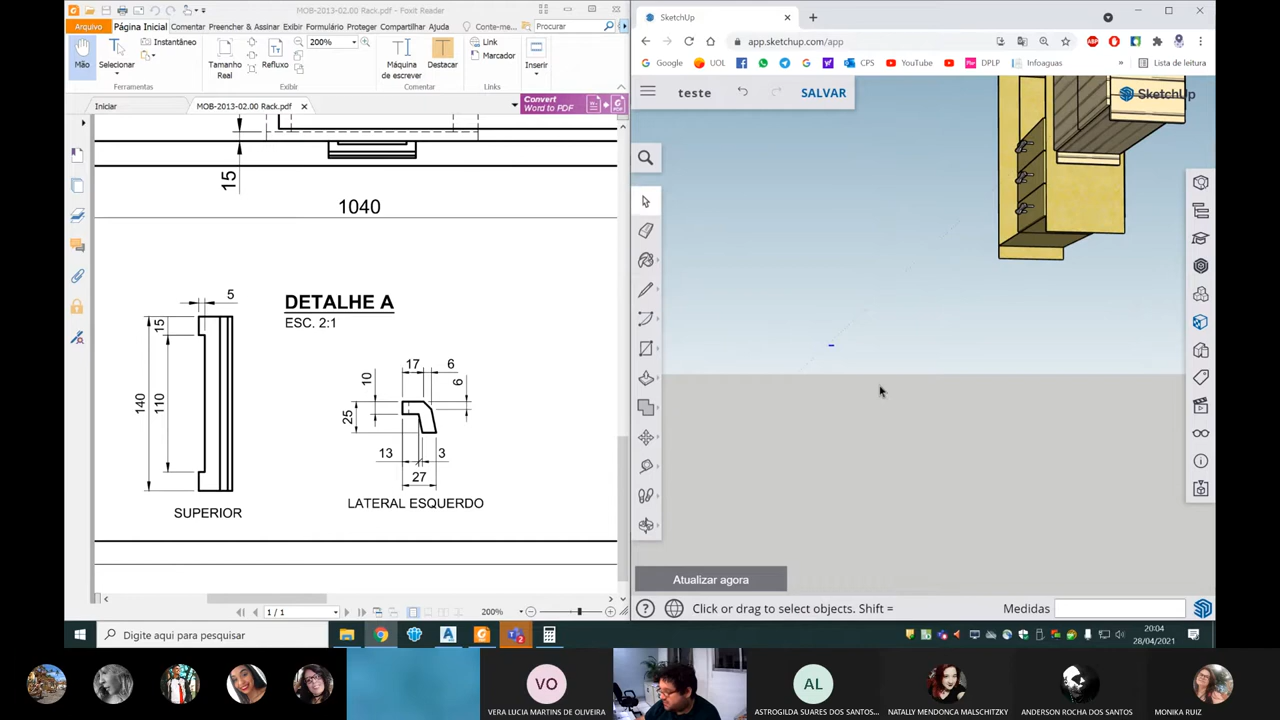 MOB-2013-02.00 Rack.pdf - Foxit Reader
Arquivo Página Inicial Comentar Preencher & Assinar Exibir Formulário Proteger Compartilhar Ajuda Conte-me... Procurar
Mão
Selecionar
Instantâneo
Tamanho Real
Refluxo
200%
Máquina de escrever
Destacar
Link
Marcador
Inserir
Ferramentas Exibir Comentar Links
Iniciar MOB-2013-02.00 Rack.pdf
Convert Word to PDF
15
1040
DETALHE A
ESC. 2:1
5
15
140
110
SUPERIOR
17 6
10 6
25
13 3
27
LATERAL ESQUERDO
1 / 1 200%
SketchUp
app.sketchup.com/app
ABP
Google UOL CPS YouTube DPLP Infoaguas » Lista de leitura
teste SALVAR
SketchUp
Atualizar agora
Click or drag to select objects. Shift = Medidas
Digite aqui para pesquisar
20:04
28/04/2021
VO
VERA LUCIA MARTINS DE OLIVEIRA
AL
ASTROGILDA SUARES DOS SANTOS...
NATALLY MENDONCA MALSCHITZKY
ANDERSON ROCHA DOS SANTOS
MONIKA RUIZ